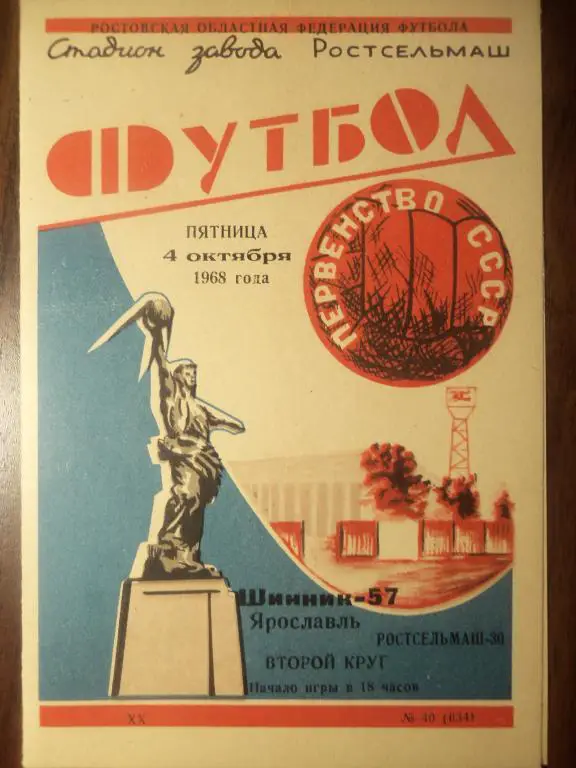 РОСТОВСКАЯ ОБЛАСТНАЯ ФЕДЕРАЦИЯ ФУТБОЛА
Стадион завода РОСТСЕЛЬМАШ
ФУТБОЛ
ПЯТНИЦА
4 октября
1968 года
ПЕРВЕНСТВО СССР
Шинник-57
Ярославль
РОСТСЕЛЬМАШ-30
ВТОРОЙ КРУГ
Начало игры в 18 часов
XX
№ 40 (634)